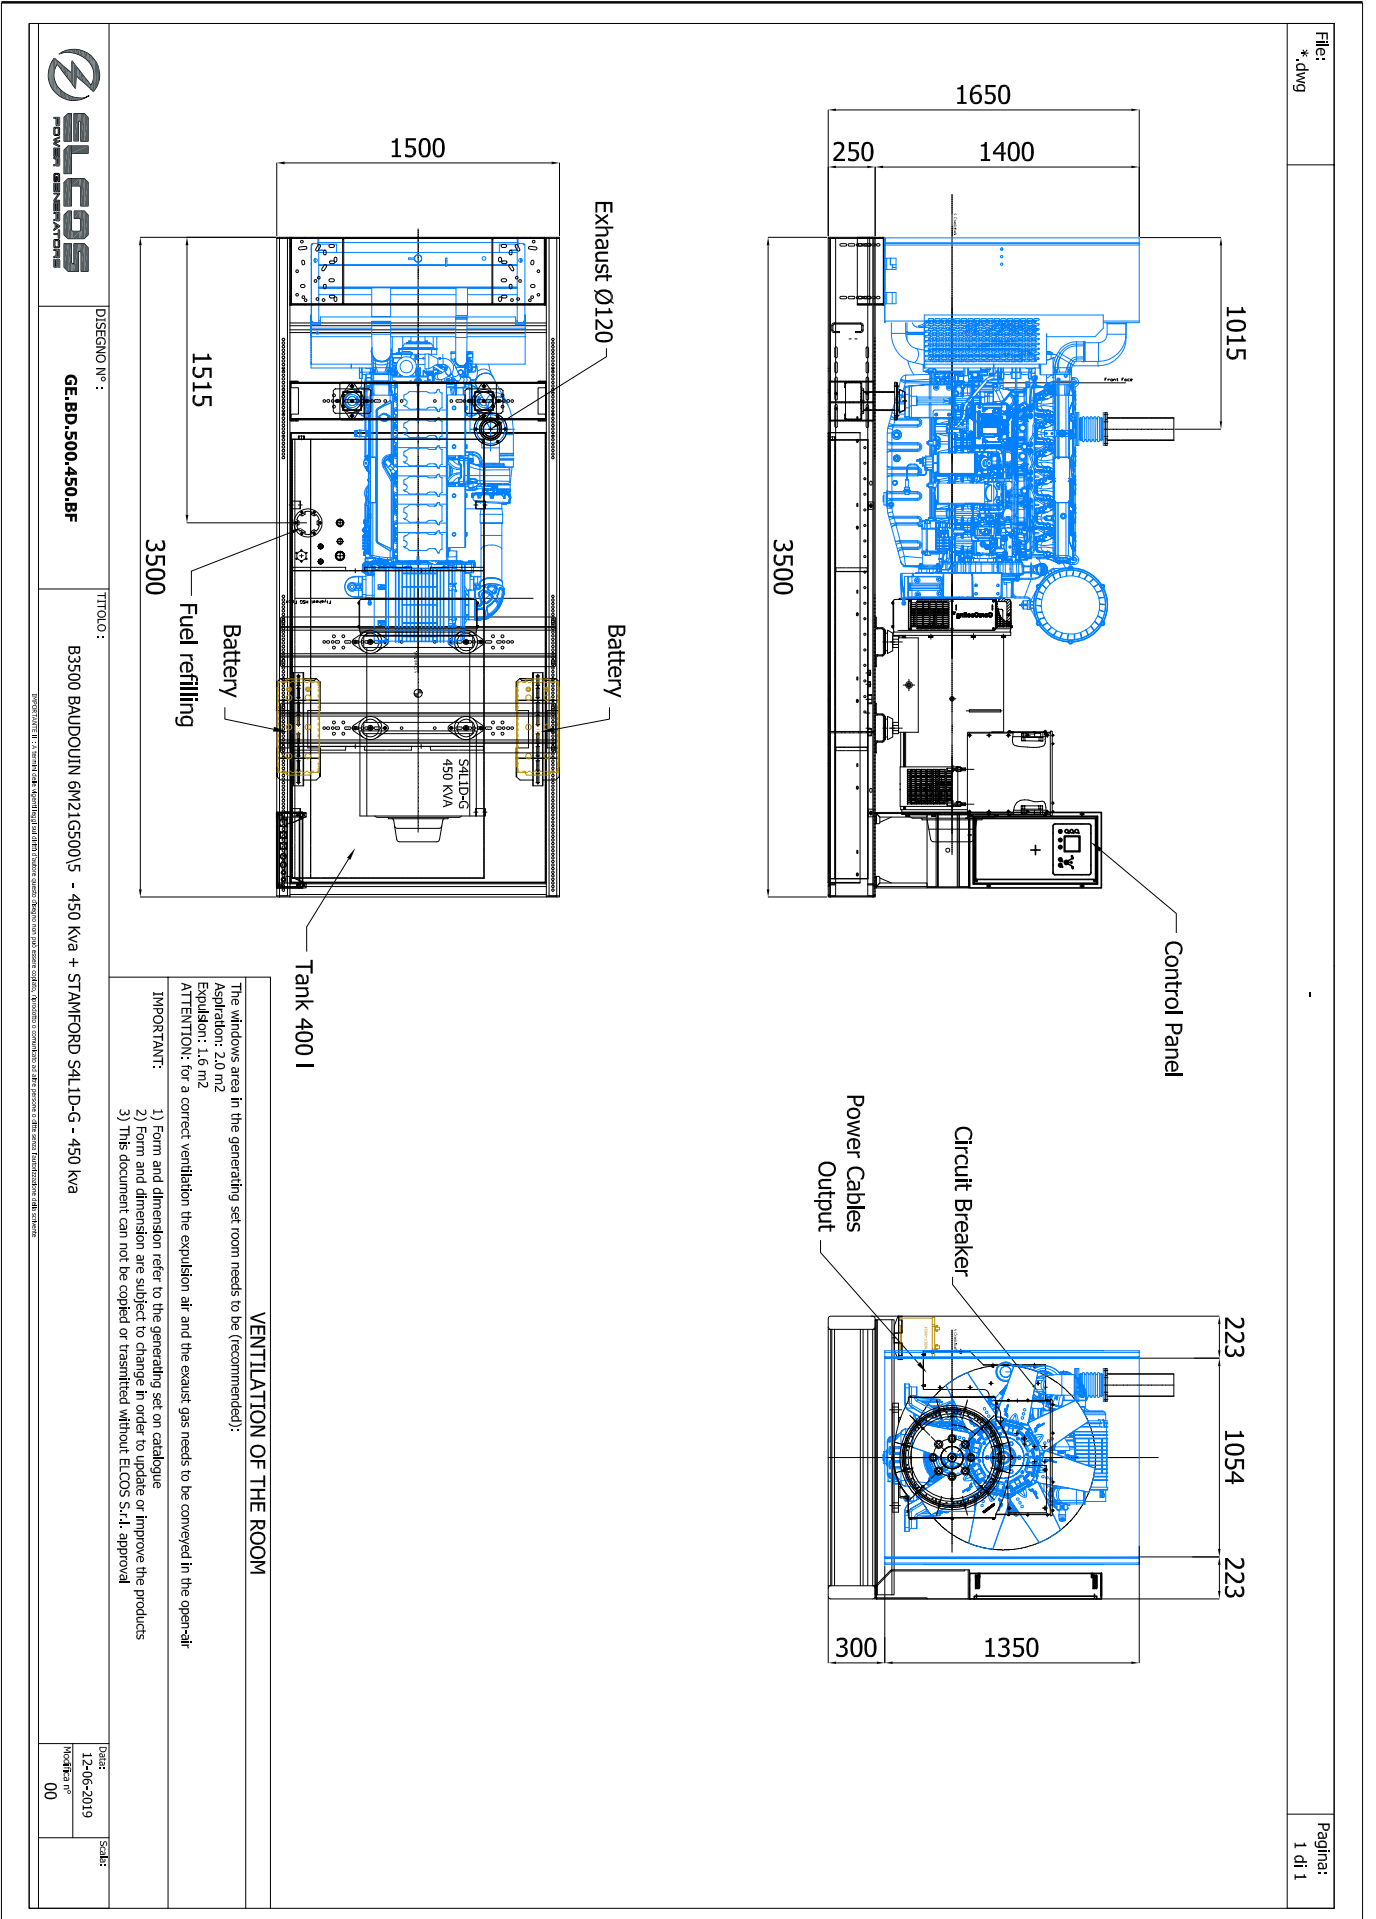 File:
*.dwg
-
Pagina:
1 di 1
1650
250
1400
1015
Front Face
3500
Control Panel
223
1054
223
Circuit Breaker
Power Cables
Output
300
1350
1500
Exhaust Ø120
1515
3500
Fuel refilling
Battery
Battery
S4L1D-G
450 KVA
Tank 400 l
VENTILATION OF THE ROOM
The windows area in the generating set room needs to be (recommended):
Aspiration: 2.0 m2
Expulsion: 1.6 m2
ATTENTION: for a correct ventilation the expulsion air and the exaust gas needs to be conveyed in the open-air
IMPORTANT:
1) Form and dimension refer to the generating set on catalogue
2) Form and dimension are subject to change in order to update or improve the products
3) This document can not be copied or trasmitted without ELCOS S.r.l. approval
ELCOS
POWER GENERATORS
DISEGNO N° :
GE.BD.500.450.BF
TITOLO :
B3500 BAUDOUIN 6M21G500\5 - 450 Kva + STAMFORD S4L1D-G - 450 kva
Data:
12-06-2019
Modifica n°
00
Scala: